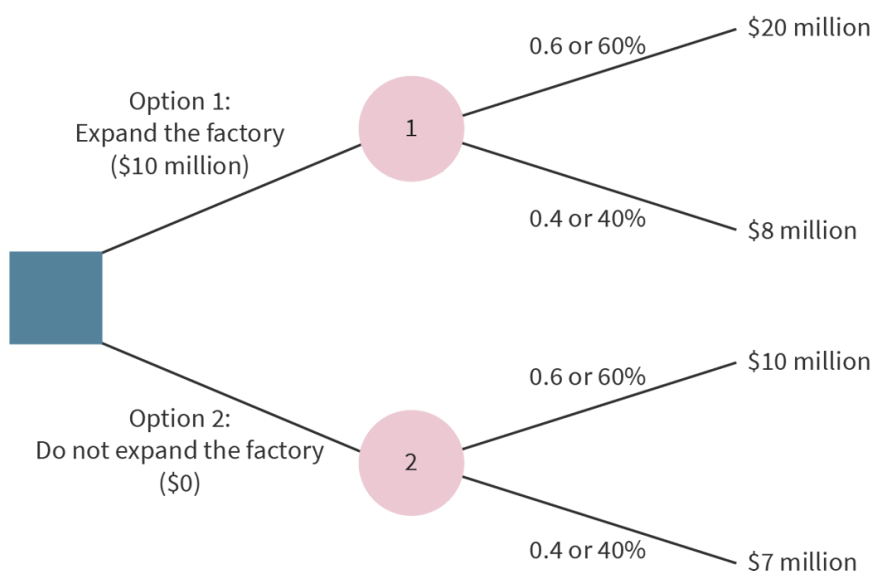 Option 1:
Expand the factory
($10 million)
1
0.6 or 60%
$20 million
0.4 or 40%
$8 million
Option 2:
Do not expand the factory
($0)
2
0.6 or 60%
$10 million
0.4 or 40%
$7 million